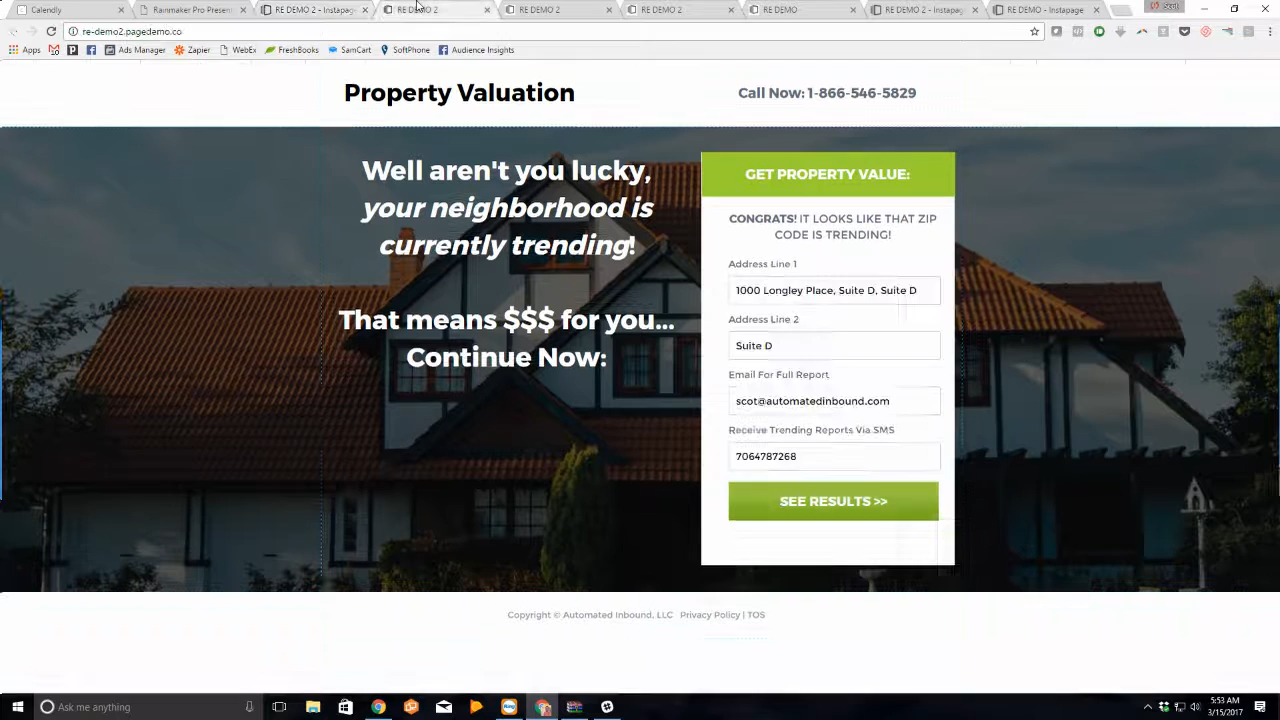 Calendly
Rainmaker Pro Presen
RE DEMO 2 - Instapag
RE DEMO 2
RE DEMO 2
RE DEMO 2
RE DEMO
RE DEMO 2 - Instapag
RE DEMO - Instapage
re-demo2.pagedemo.co
Apps
Ads Manager
Zapier
WebEx
FreshBooks
SamCart
SoftPhone
Audience Insights
Property Valuation
Call Now: 1-866-546-5829
Well aren't you lucky,
your neighborhood is
currently trending!
That means $$$ for you...
Continue Now:
GET PROPERTY VALUE:
CONGRATS! IT LOOKS LIKE THAT ZIP
CODE IS TRENDING!
Address Line 1
1000 Longley Place, Suite D, Suite D
Address Line 2
Suite D
Email For Full Report
scot@automatedinbound.com
Receive Trending Reports Via SMS
7064787268
SEE RESULTS >>
Copyright © Automated Inbound, LLC Privacy Policy | TOS
Ask me anything
Ring
5:53 AM
3/15/2017